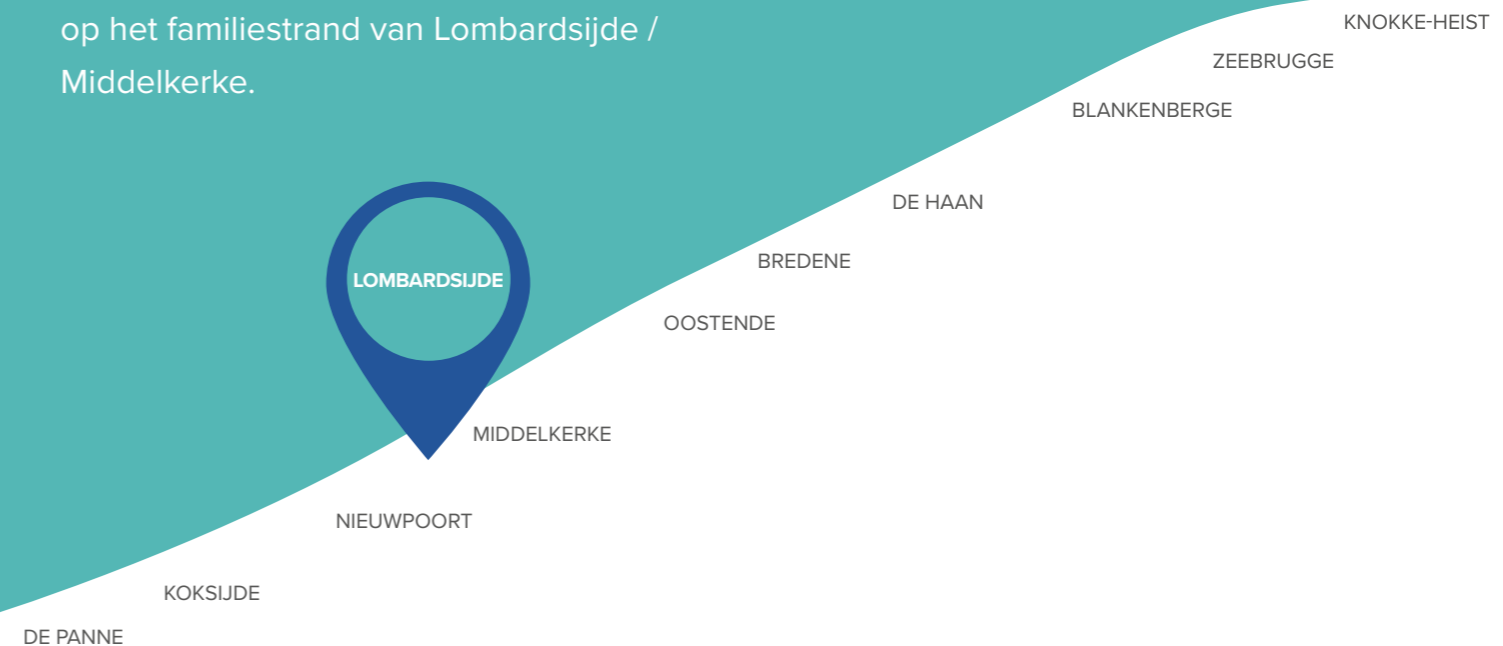 op het familiestrand van Lombardsijde /
Middelkerke.
KNOKKE-HEIST
ZEEBRUGGE
BLANKENBERGE
DE HAAN
BREDENE
LOMBARDSIJDE
OOSTENDE
MIDDELKERKE
NIEUWPOORT
KOKSIJDE
DE PANNE